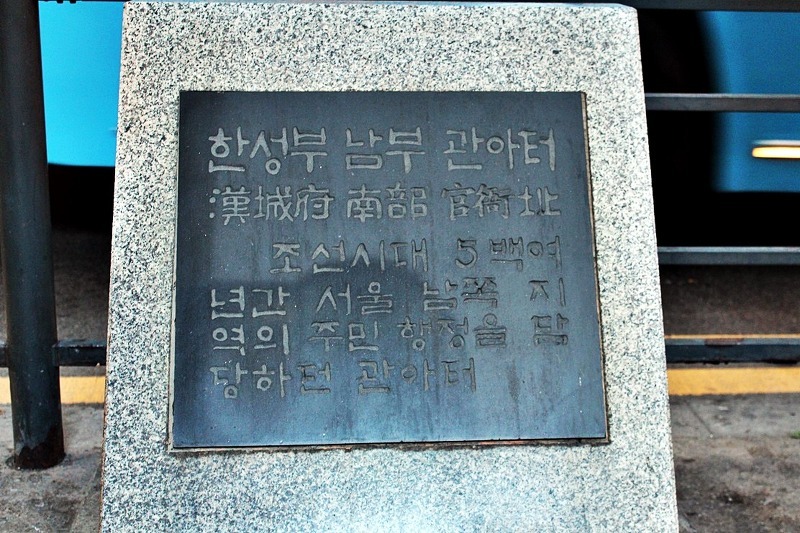 한성부 남부 관아터
漢城府 南部 官衙址
조선시대 5백여
년간 서울 남쪽 지
역의 주민 행정을 담
당하던 관아터